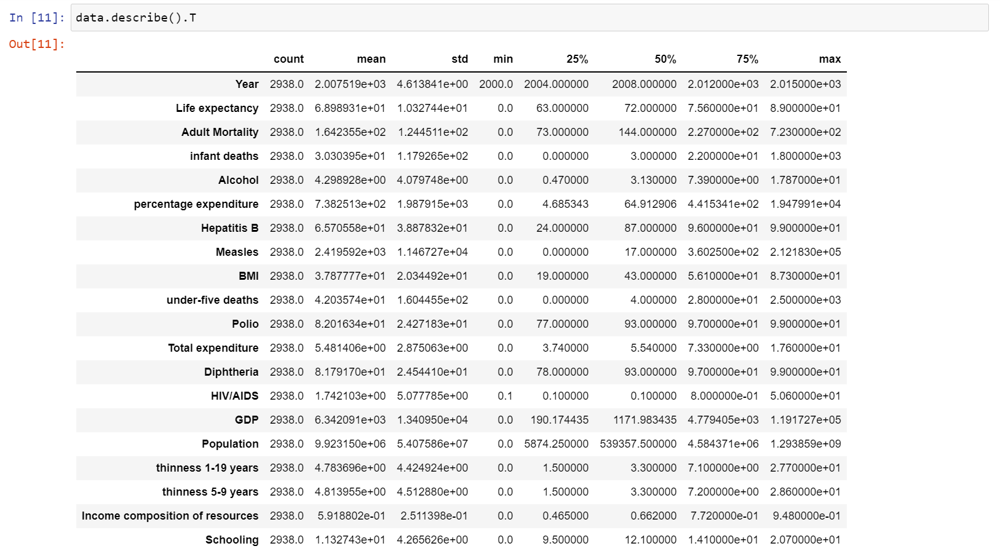 In [11]: data.describe().T
Out[11]:
count mean std min 25% 50% 75% max
Year 2938.0 2.007519e+03 4.613841e+00 2000.0 2004.000000 2008.000000 2.012000e+03 2.015000e+03
Life expectancy 2938.0 6.898931e+01 1.032744e+01 0.0 63.000000 72.000000 7.560000e+01 8.900000e+01
Adult Mortality 2938.0 1.642355e+02 1.244511e+02 0.0 73.000000 144.000000 2.270000e+02 7.230000e+02
infant deaths 2938.0 3.030395e+01 1.179265e+02 0.0 0.000000 3.000000 2.200000e+01 1.800000e+03
Alcohol 2938.0 4.298928e+00 4.079748e+00 0.0 0.470000 3.130000 7.390000e+00 1.787000e+01
percentage expenditure 2938.0 7.382513e+02 1.987915e+03 0.0 4.685343 64.912906 4.415341e+02 1.947991e+04
Hepatitis B 2938.0 6.570558e+01 3.887832e+01 0.0 24.000000 87.000000 9.600000e+01 9.900000e+01
Measles 2938.0 2.419592e+03 1.146727e+04 0.0 0.000000 17.000000 3.602500e+02 2.121830e+05
BMI 2938.0 3.787777e+01 2.034492e+01 0.0 19.000000 43.000000 5.610000e+01 8.730000e+01
under-five deaths 2938.0 4.203574e+01 1.604455e+02 0.0 0.000000 4.000000 2.800000e+01 2.500000e+03
Polio 2938.0 8.201634e+01 2.427183e+01 0.0 77.000000 93.000000 9.700000e+01 9.900000e+01
Total expenditure 2938.0 5.481406e+00 2.875063e+00 0.0 3.740000 5.540000 7.330000e+00 1.760000e+01
Diphtheria 2938.0 8.179170e+01 2.454410e+01 0.0 78.000000 93.000000 9.700000e+01 9.900000e+01
HIV/AIDS 2938.0 1.742103e+00 5.077785e+00 0.1 0.100000 0.100000 8.000000e-01 5.060000e+01
GDP 2938.0 6.342091e+03 1.340950e+04 0.0 190.174435 1171.983435 4.779405e+03 1.191727e+05
Population 2938.0 9.923150e+06 5.407586e+07 0.0 5874.250000 539357.500000 4.584371e+06 1.293859e+09
thinness 1-19 years 2938.0 4.783696e+00 4.424924e+00 0.0 1.500000 3.300000 7.100000e+00 2.770000e+01
thinness 5-9 years 2938.0 4.813955e+00 4.512880e+00 0.0 1.500000 3.300000 7.200000e+00 2.860000e+01
Income composition of resources 2938.0 5.918802e-01 2.511398e-01 0.0 0.465000 0.662000 7.720000e-01 9.480000e-01
Schooling 2938.0 1.132743e+01 4.265626e+00 0.0 9.500000 12.100000 1.410000e+01 2.070000e+01